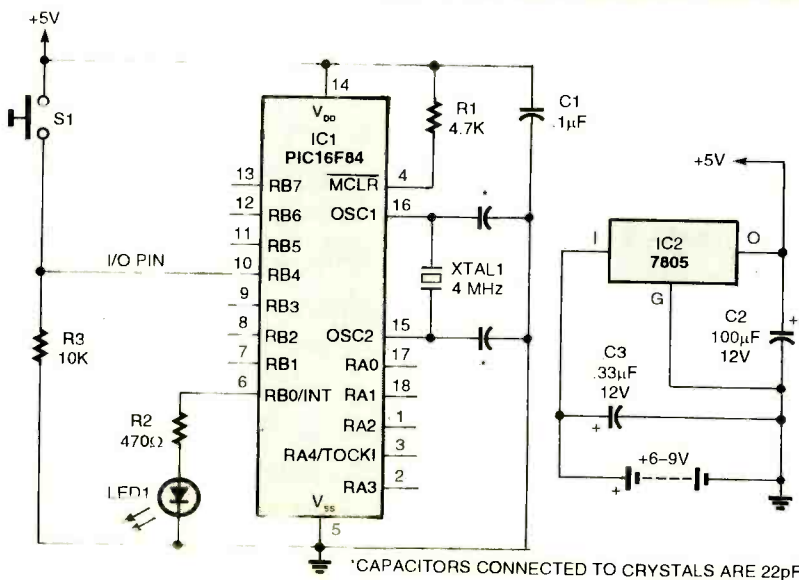 +5V
S1
14
V_DD
IC1
PIC16F84
R1
4.7K
C1
.1µF
13
RB7
MCLR
4
12
RB6
OSC1
16
*
11
RB5
I/O PIN
10
RB4
XTAL1
4 MHz
9
RB3
8
RB2
OSC2
15
*
7
RB1
RA0
17
6
RB0/INT
RA1
18
RA2
1
RA4/TOCKI
3
RA3
2
V_SS
5
R3
10K
R2
470Ω
LED1
+5V
I
IC2
7805
O
G
C2
100µF
12V
+
C3
.33µF
12V
+
+6–9V
+
*CAPACITORS CONNECTED TO CRYSTALS ARE 22pF